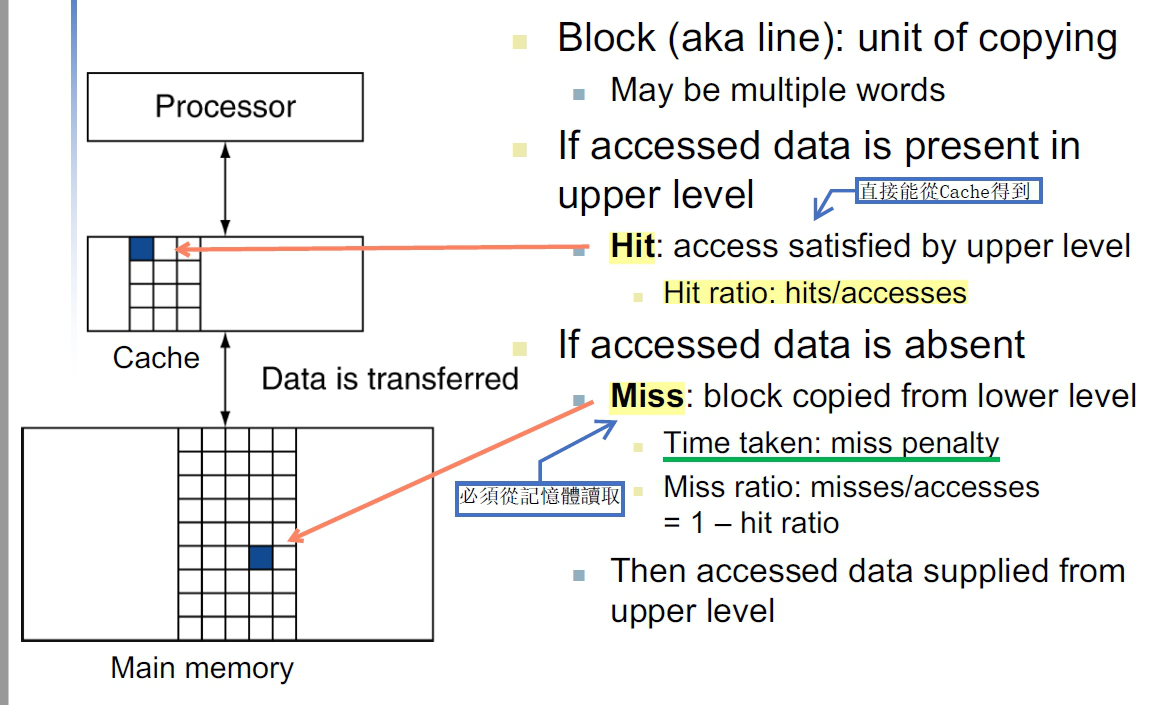 Block (aka line): unit of copying
May be multiple words
If accessed data is present in
upper level
直接能從Cache得到
Hit: access satisfied by upper level
Hit ratio: hits/accesses
If accessed data is absent
Miss: block copied from lower level
必須從記憶體讀取
Time taken: miss penalty
Miss ratio: misses/accesses
= 1 – hit ratio
Then accessed data supplied from
upper level
Processor
Cache
Data is transferred
Main memory